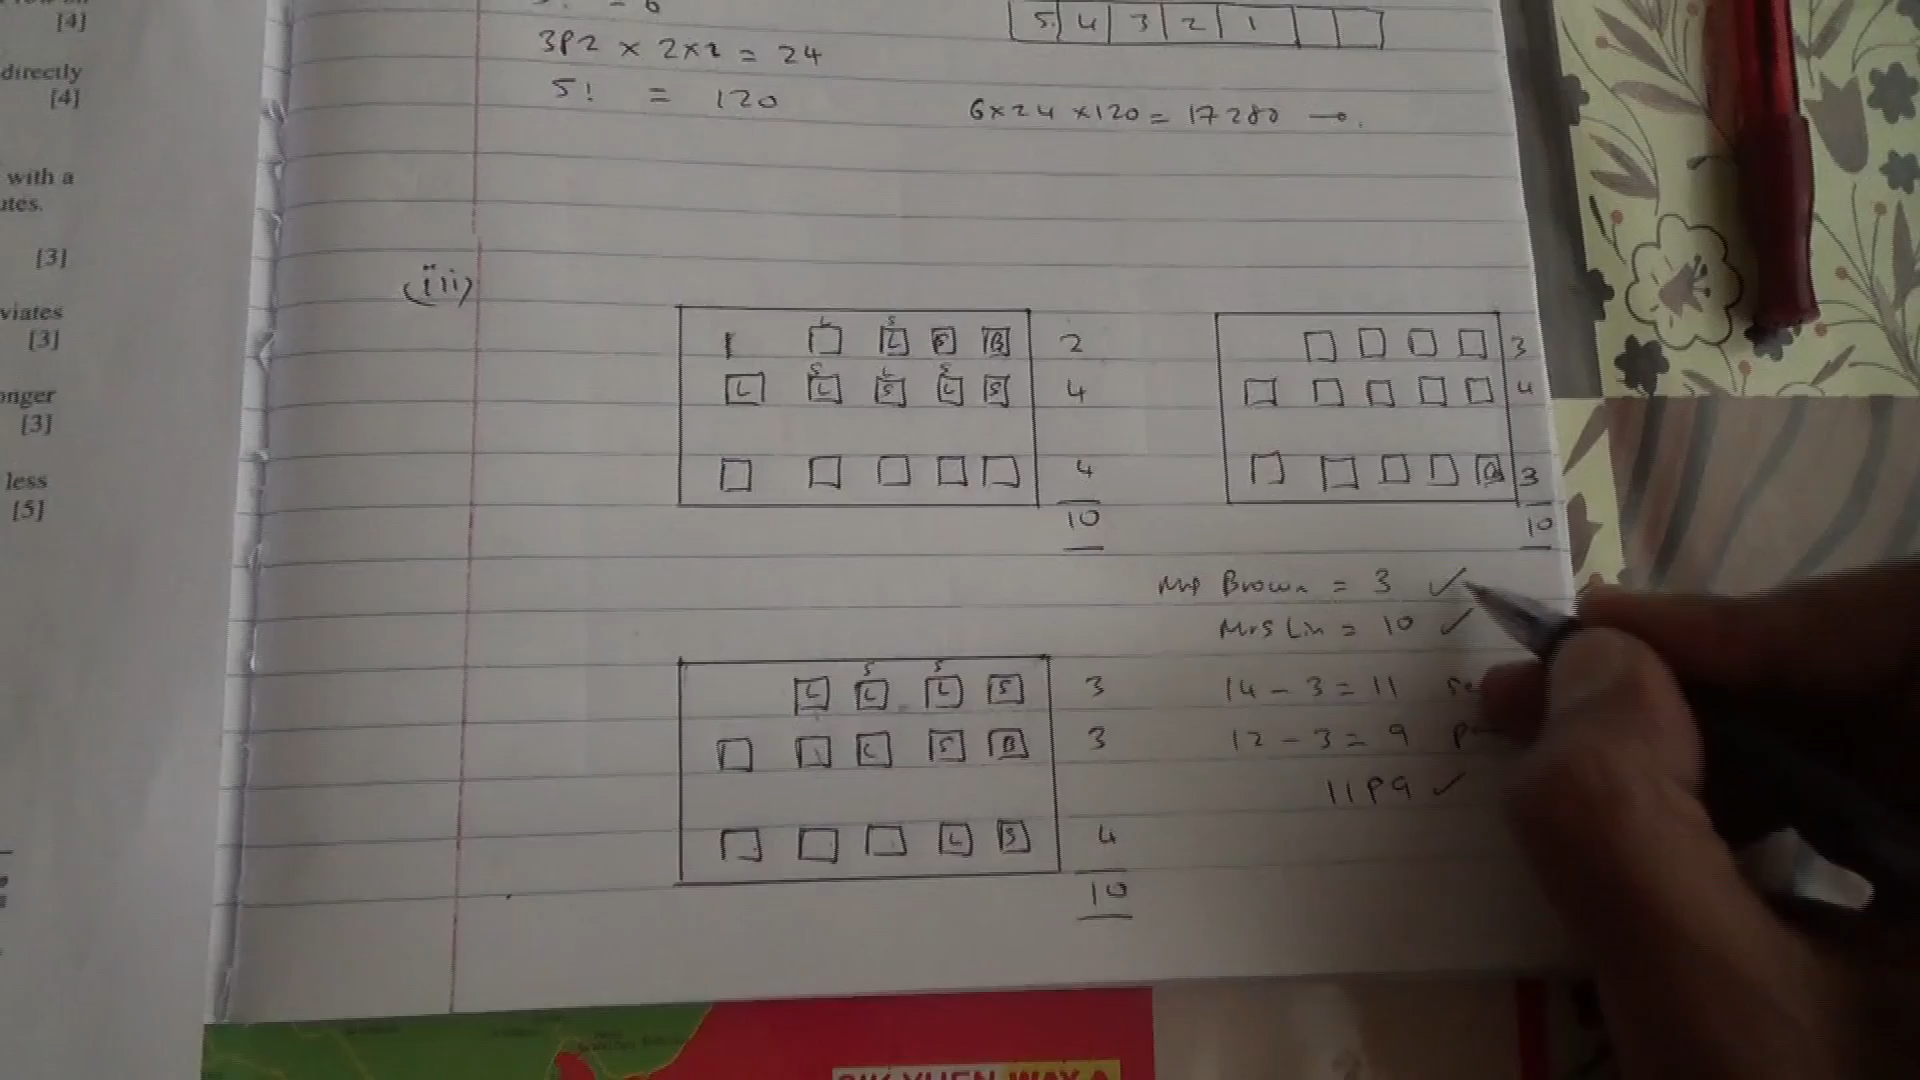 [4]
directly
[4]
with a
utes.
[3]
viates
[3]
onger
[3]
less
[5]
3P2 × 2×2 = 24
5! = 120
5 4 3 2 1
6×24×120 = 17280
(iii)
L S
L S B 2
S L S
L L S L S 4
4
10
3
4
B 3
10
Mr Brown = 3 ✓
Mrs Lin = 10 ✓
14 - 3 = 11 se
12 - 3 = 9 p
11P9 ✓
S S
L L L S 3
L S B 3
L S 4
10